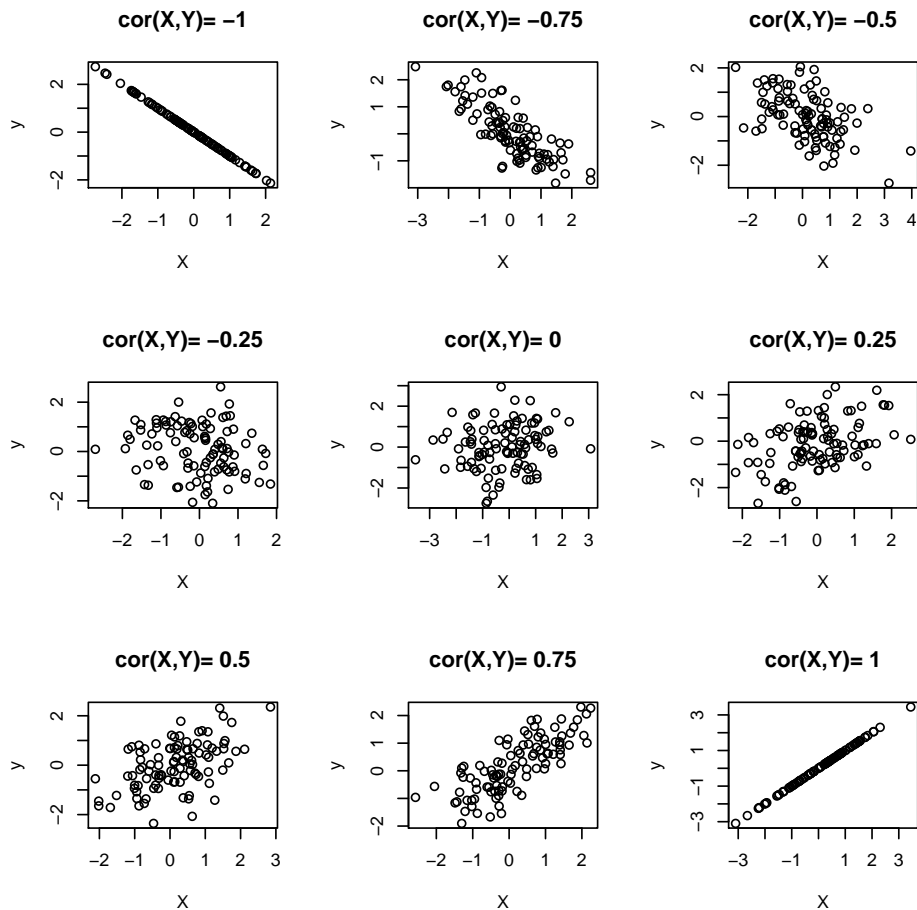 cor(X,Y)= −1
y
2
0
−2
−2 −1 0 1 2
X
cor(X,Y)= −0.75
y
1
−1
−3 −2 −1 0 1 2
X
cor(X,Y)= −0.5
y
2
0
−2
−2 −1 0 1 2 3 4
X
cor(X,Y)= −0.25
y
2
0
−2
−2 −1 0 1 2
X
cor(X,Y)= 0
y
2
0
−2
−3 −1 0 1 2 3
X
cor(X,Y)= 0.25
y
2
0
−2
−2 −1 0 1 2
X
cor(X,Y)= 0.5
y
2
0
−2
−2 −1 0 1 2 3
X
cor(X,Y)= 0.75
y
2
0
−2
−2 −1 0 1 2
X
cor(X,Y)= 1
y
3
1
−1
−3
−3 −1 0 1 2 3
X